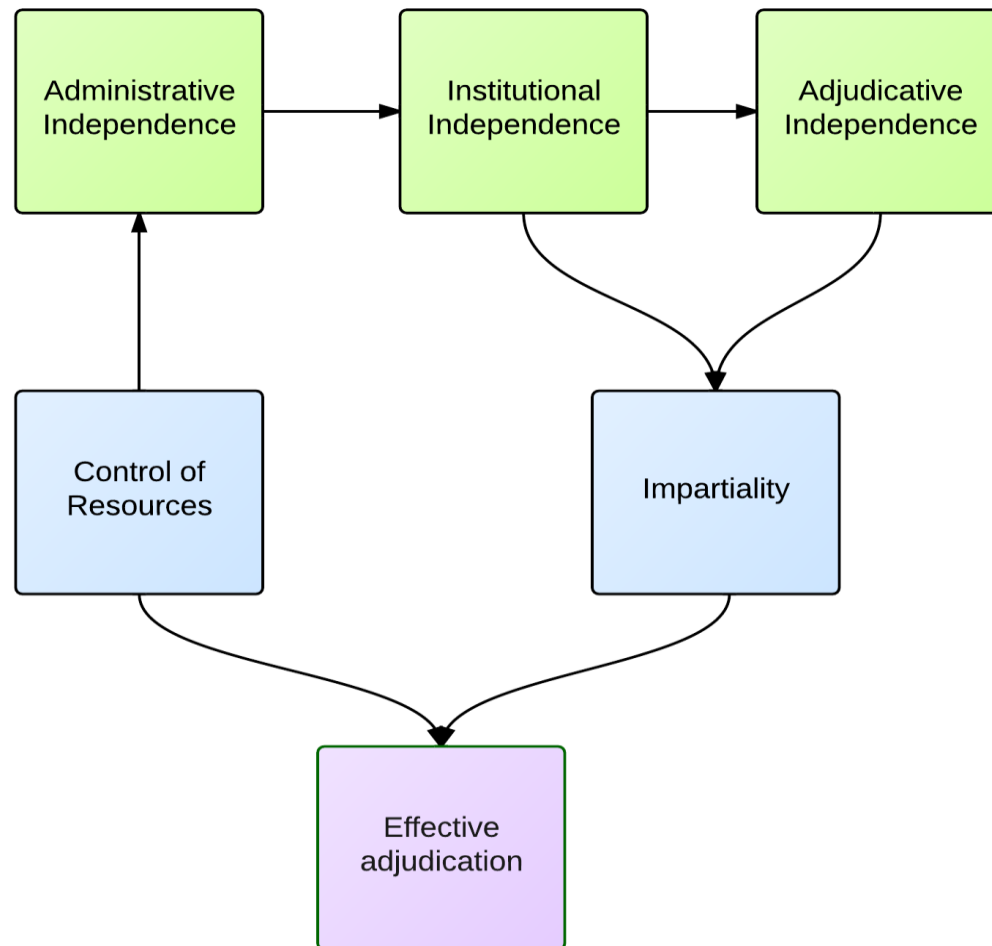 Administrative
Independence
Institutional
Independence
Adjudicative
Independence
Control of
Resources
Impartiality
Effective
adjudication